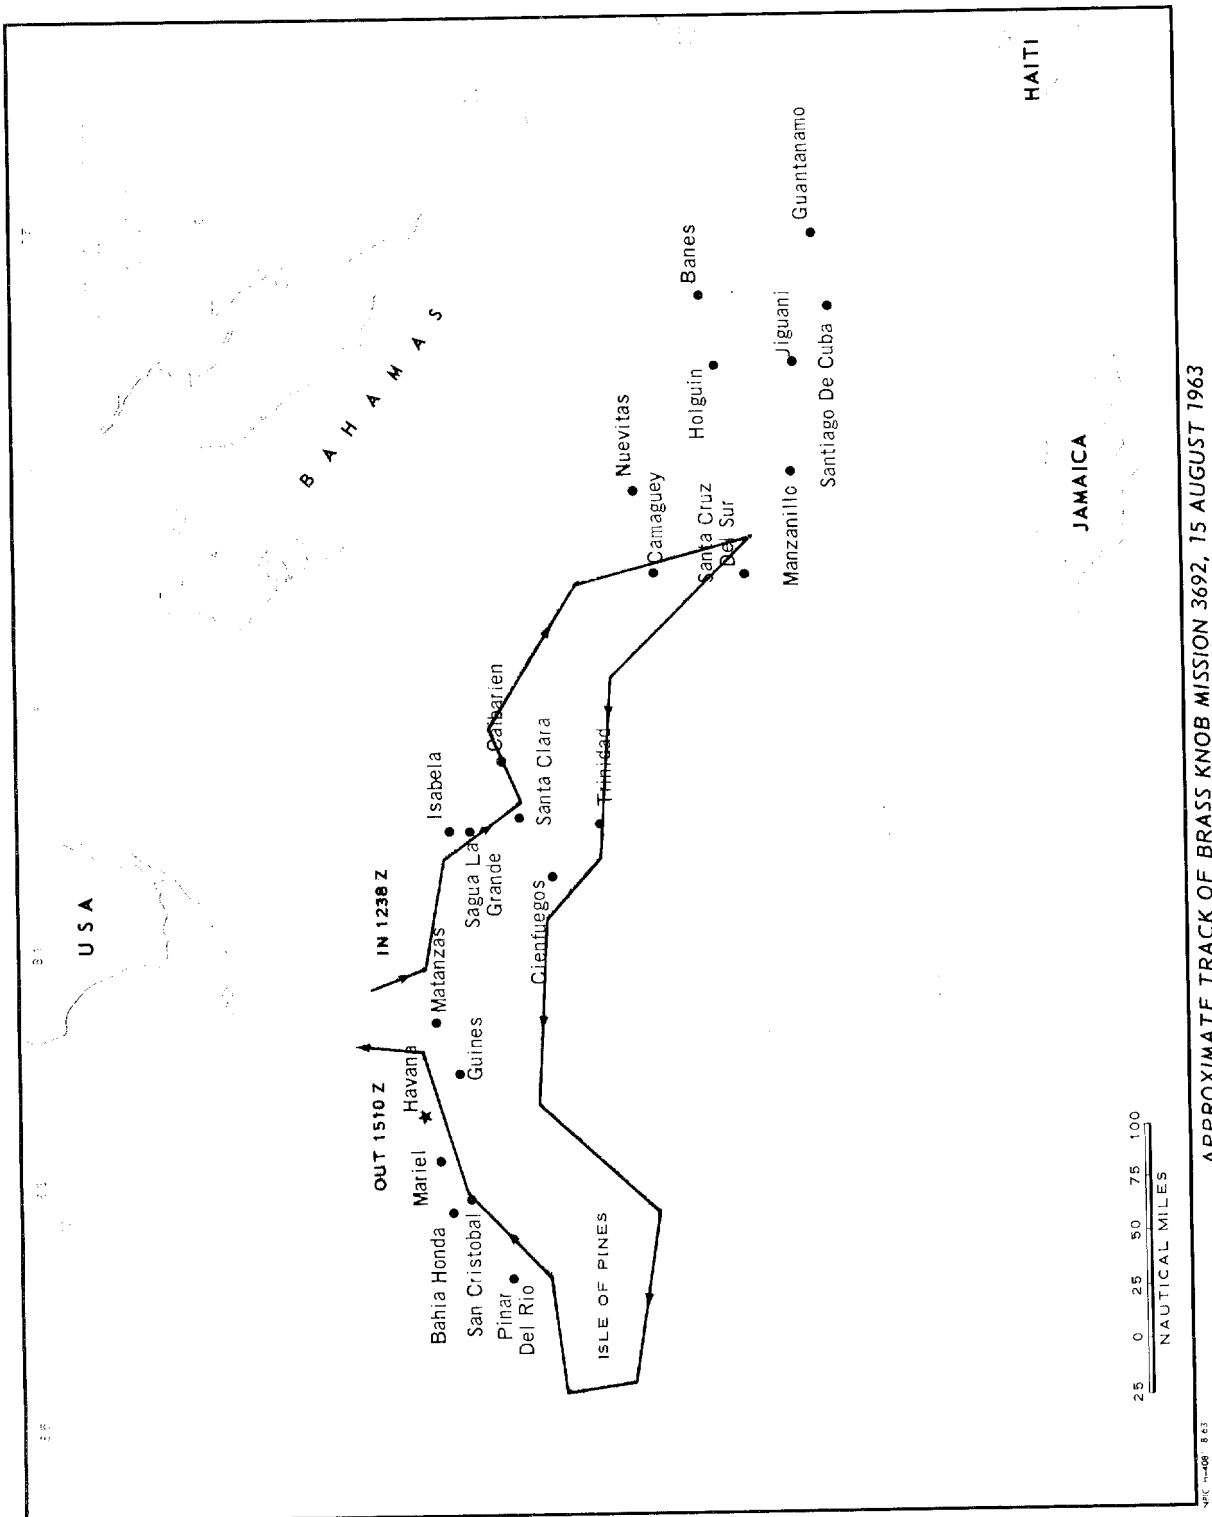 77
81
USA
BAHAMAS
HAITI
IN 1238 Z
OUT 1510 Z
Havana
Matanzas
Guines
Mariel
Bahia Honda
San Cristobal
Pinar
Del Rio
ISLE OF PINES
Isabela
Sagua La
Grande
Caibarien
Santa Clara
Cienfuegos
Trinidad
Nuevitas
Camaguey
Santa Cruz
Del Sur
Holguin
Banes
Manzanillo
Jiguani
Santiago De Cuba
Guantanamo
JAMAICA
25 0 25 50 75 100
NAUTICAL MILES
APPROXIMATE TRACK OF BRASS KNOB MISSION 3692, 15 AUGUST 1963